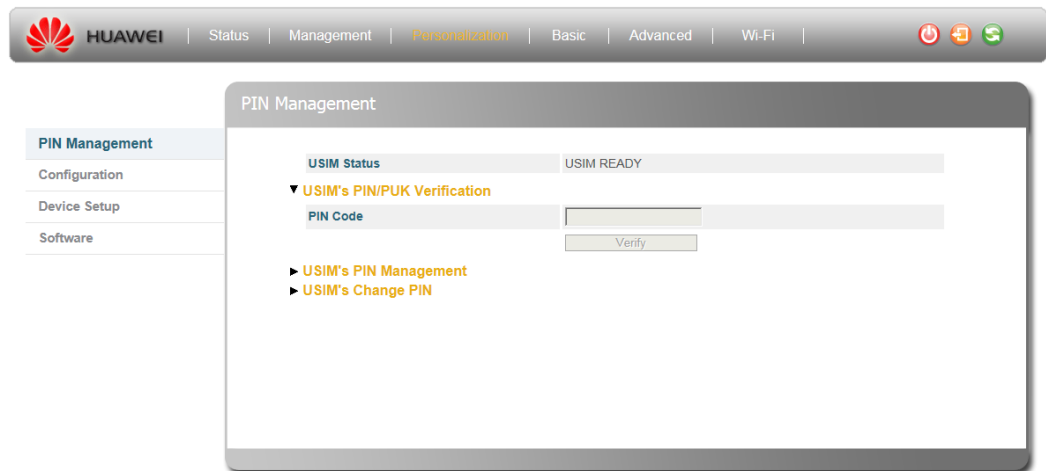 HUAWEI | Status | Management | Personalization | Basic | Advanced | Wi-Fi |
PIN Management
PIN Management
Configuration
Device Setup
Software
USIM Status USIM READY
USIM's PIN/PUK Verification
PIN Code
Verify
USIM's PIN Management
USIM's Change PIN